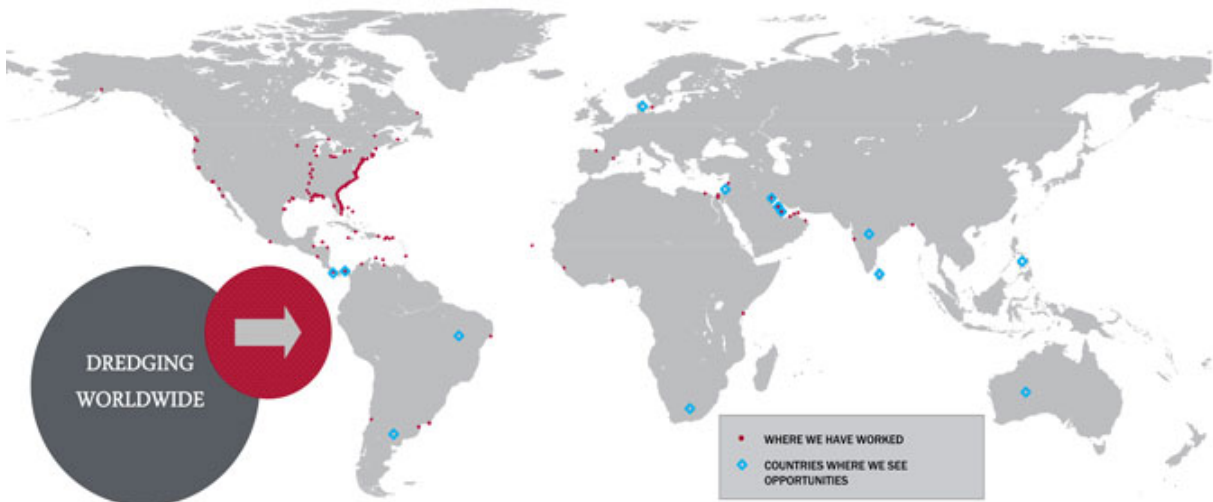 DREDGING
WORLDWIDE
WHERE WE HAVE WORKED
COUNTRIES WHERE WE SEE
OPPORTUNITIES